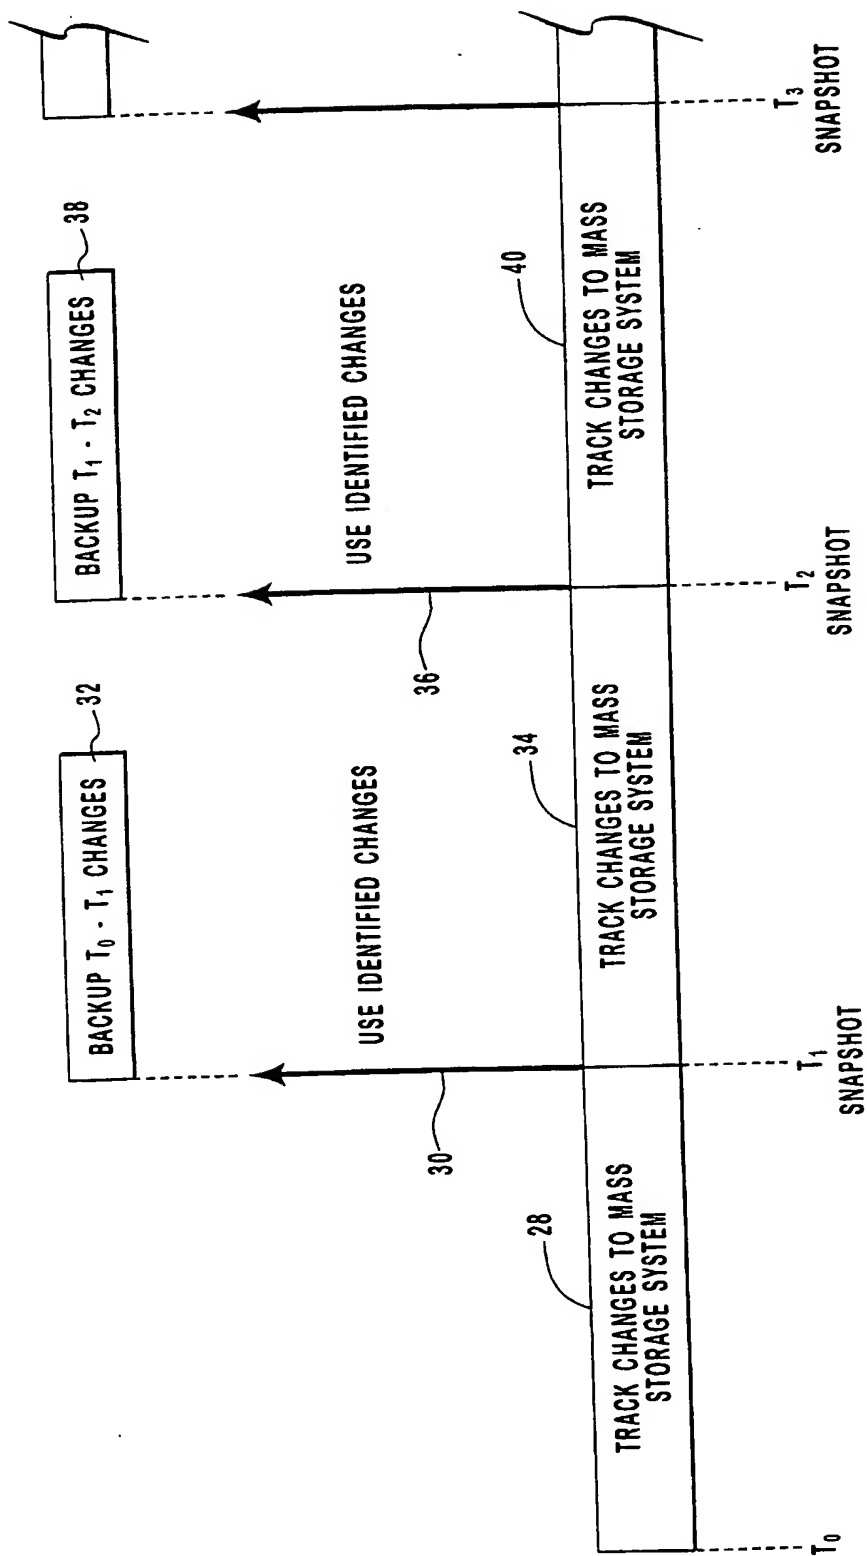 BACKUP T₀ - T₁ CHANGES
32
BACKUP T₁ - T₂ CHANGES
38
USE IDENTIFIED CHANGES
USE IDENTIFIED CHANGES
30
36
28
34
40
TRACK CHANGES TO MASS
STORAGE SYSTEM
TRACK CHANGES TO MASS
STORAGE SYSTEM
TRACK CHANGES TO MASS
STORAGE SYSTEM
T₀
T₁
SNAPSHOT
T₂
SNAPSHOT
T₃
SNAPSHOT